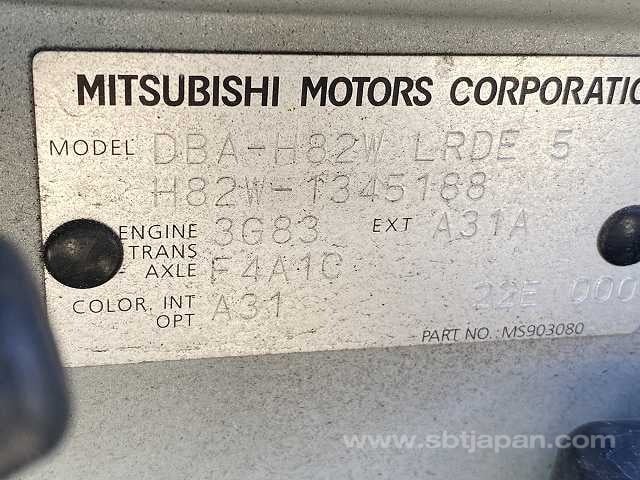 MITSUBISHI MOTORS CORPORATIO
MODEL DBA-H82W LRDE 5
H82W-1345188
ENGINE 3G83 EXT A31A
TRANS
AXLE F4A1C
COLOR. INT A31
OPT 22E 000
PART NO.: MS903080
www.sbtjapan.com